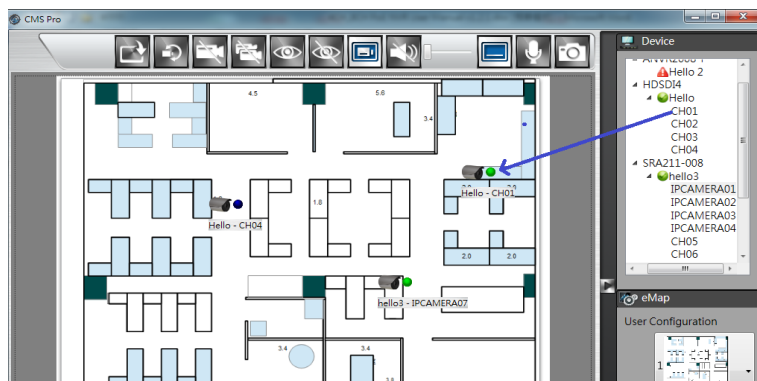 CMS Pro
Device
Hello 2
HDSDI4
Hello
CH01
CH02
CH03
CH04
SRA211-008
hello3
IPCAMERA01
IPCAMERA02
IPCAMERA03
IPCAMERA04
CH05
CH06
eMap
User Configuration
1
4.5
5.6
3.4
Hello - CH01
Hello - CH04
1.8
2.0
2.0
hello3 - IPCAMERA07
3.4
3.4